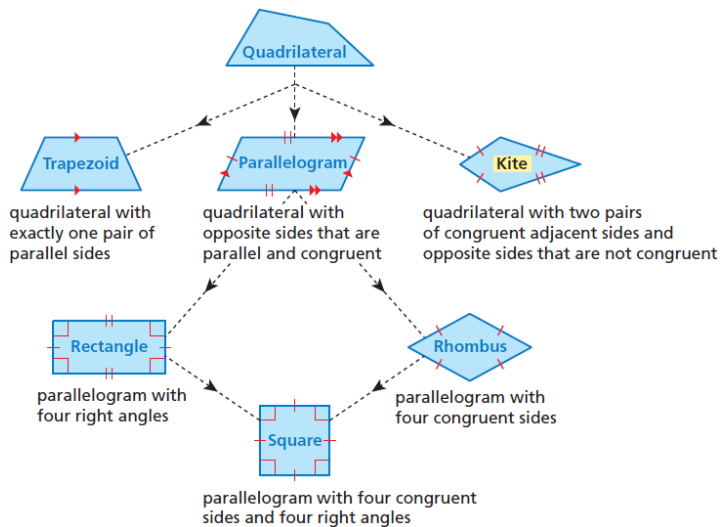 Quadrilateral
Trapezoid
Parallelogram
Kite
quadrilateral with
exactly one pair of
parallel sides
quadrilateral with
opposite sides that are
parallel and congruent
quadrilateral with two pairs
of congruent adjacent sides and
opposite sides that are not congruent
Rectangle
Rhombus
parallelogram with
four right angles
parallelogram with
four congruent sides
Square
parallelogram with four congruent
sides and four right angles